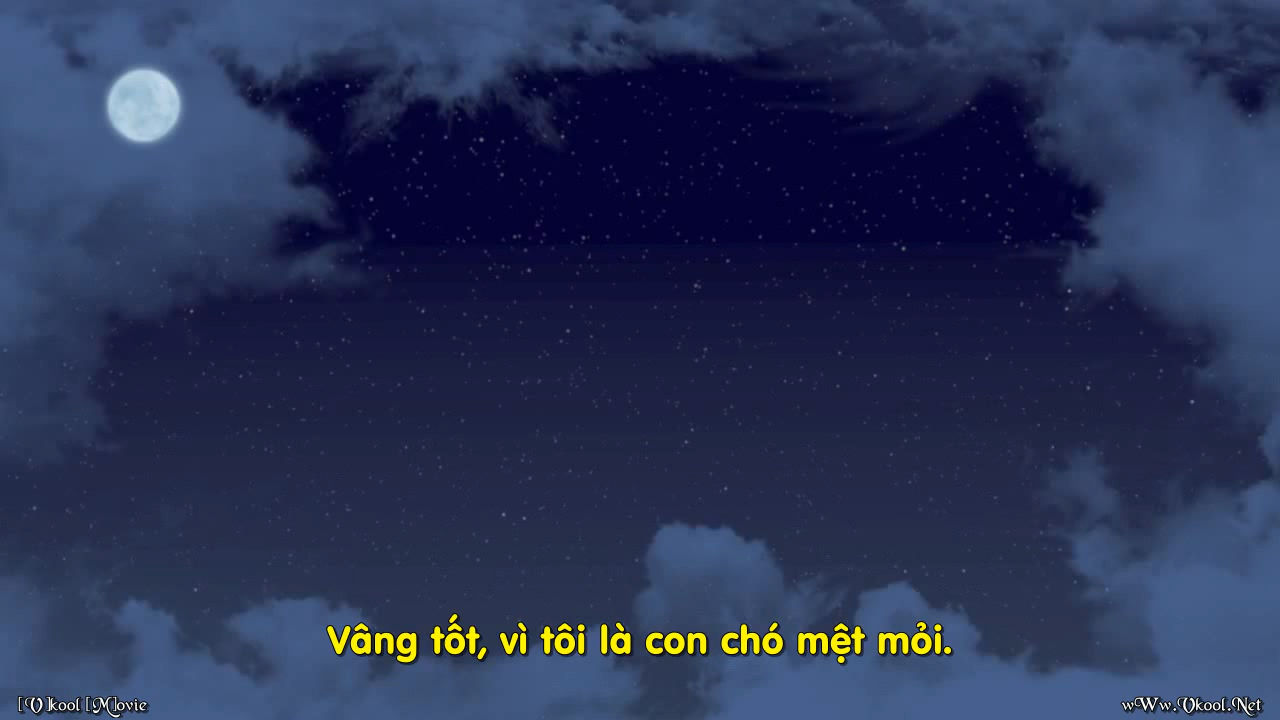 Vâng tốt, vì tôi là con chó mệt mỏi.
[V]kool [M]ovie
wWw.Vkool.Net